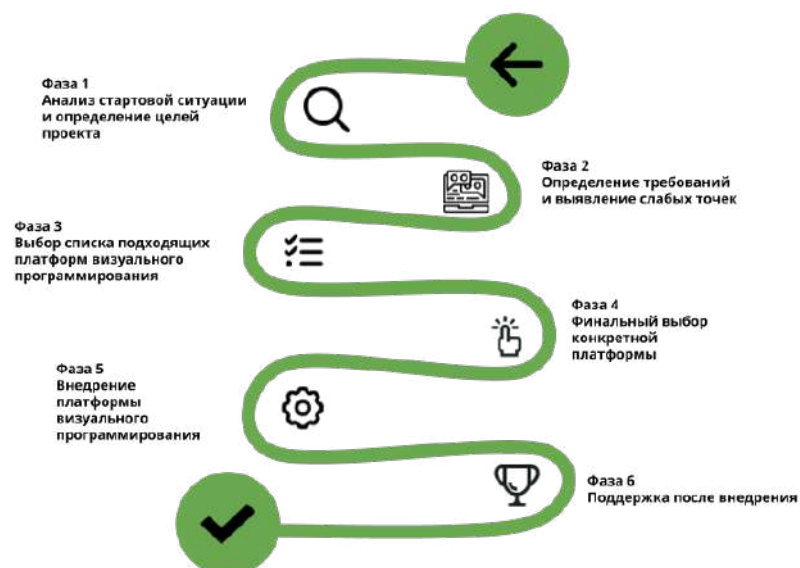 Фаза 1
Анализ стартовой ситуации
и определение целей
проекта
Фаза 2
Определение требований
и выявление слабых точек
Фаза 3
Выбор списка подходящих
платформ визуального
программирования
Фаза 4
Финальный выбор
конкретной
платформы
Фаза 5
Внедрение
платформы
визуального
программирования
Фаза 6
Поддержка после внедрения